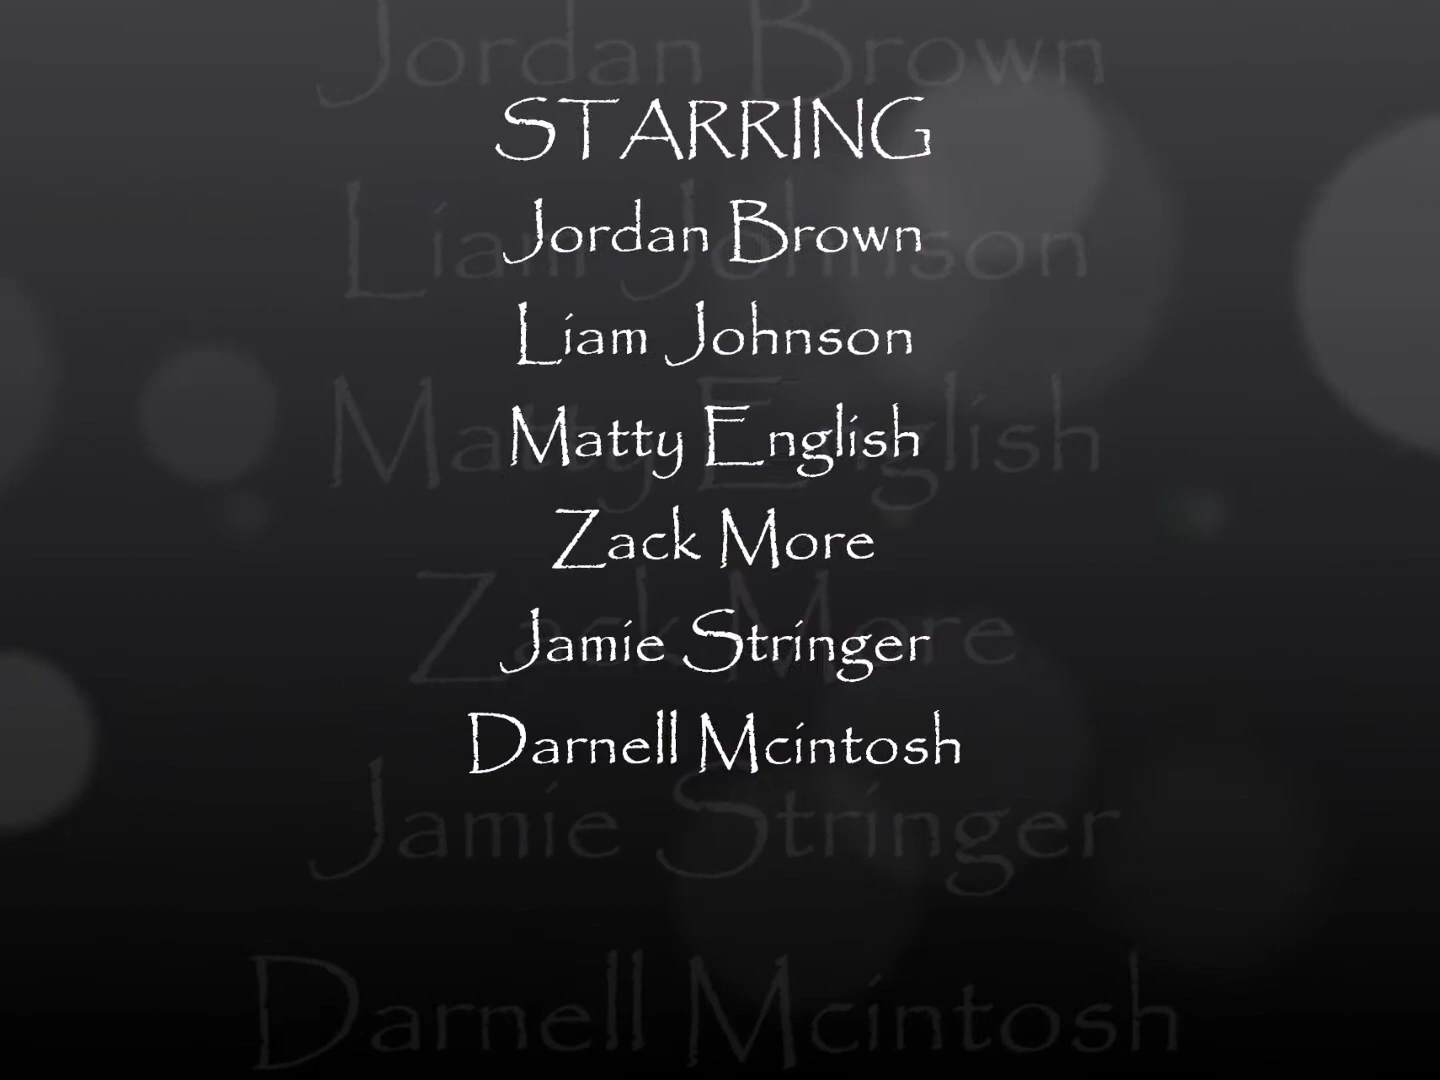 STARRING
Jordan Brown
Liam Johnson
Matty English
Zack More
Jamie Stringer
Darnell Mcintosh